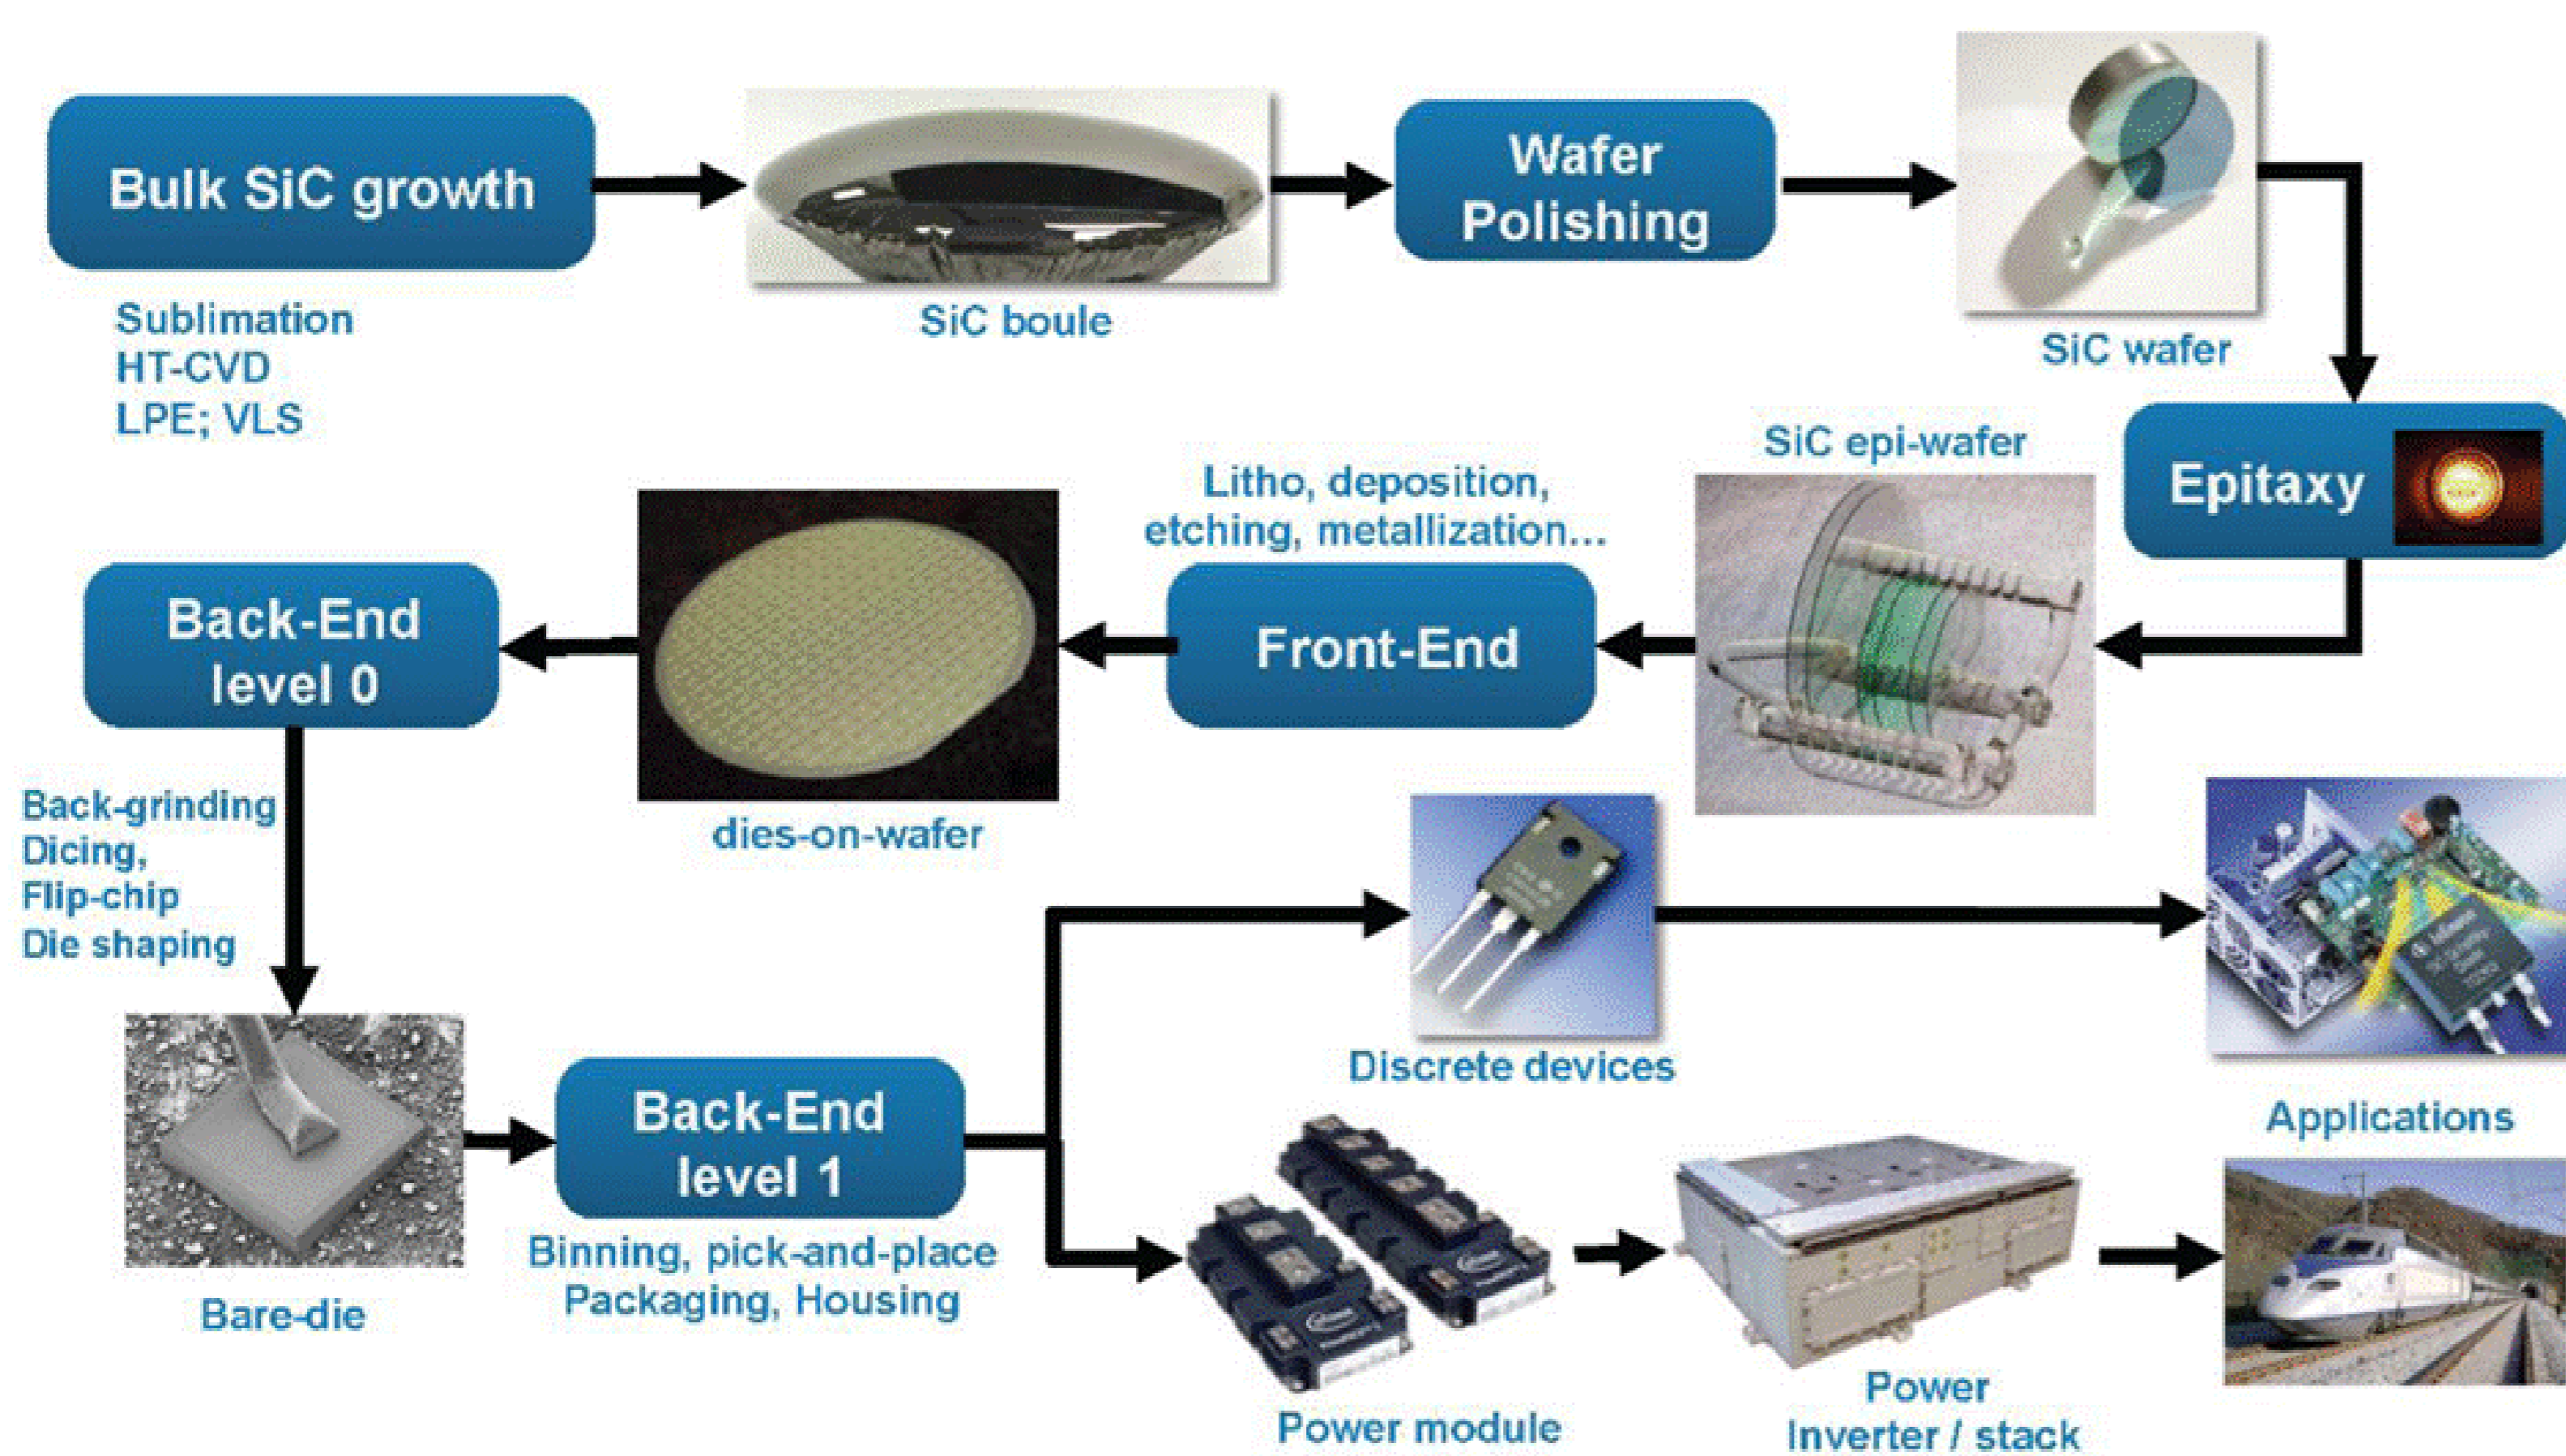 Bulk SiC growth
Sublimation
HT-CVD
LPE; VLS
SiC boule
Wafer
Polishing
SiC wafer
Epitaxy
SiC epi-wafer
Litho, deposition,
etching, metallization...
Front-End
dies-on-wafer
Back-End
level 0
Back-grinding
Dicing,
Flip-chip
Die shaping
Bare-die
Back-End
level 1
Binning, pick-and-place
Packaging, Housing
Discrete devices
Applications
Power module
Power
Inverter / stack